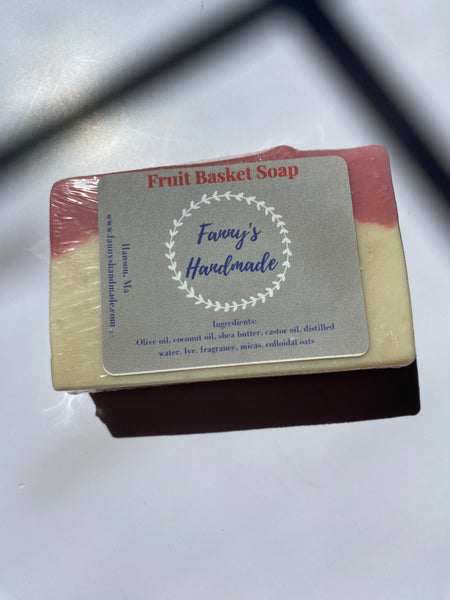 Fruit Basket Soap
Fanny's
Handmade
Ingredients:
Olive oil, coconut oil, shea butter, castor oil, distilled
water, lye, fragrance, micas, colloidal oats
Hanson, Ma
www.fannyshandmade.com